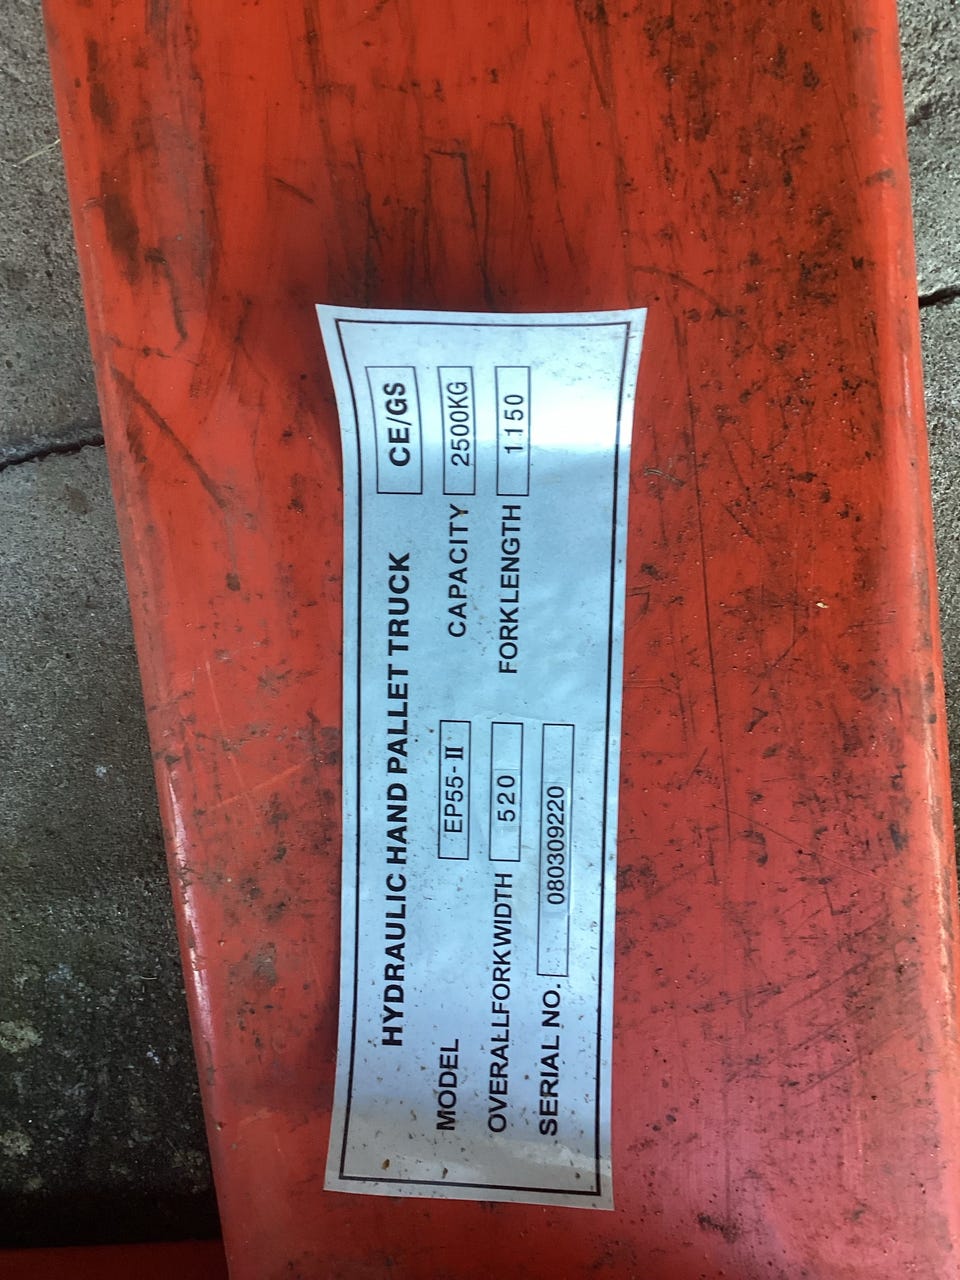 HYDRAULIC HAND PALLET TRUCK CE/GS
MODEL EP55-II CAPACITY 2500KG
OVERALLFORKWIDTH 520 FORKLENGTH 1150
SERIAL NO. 080309220